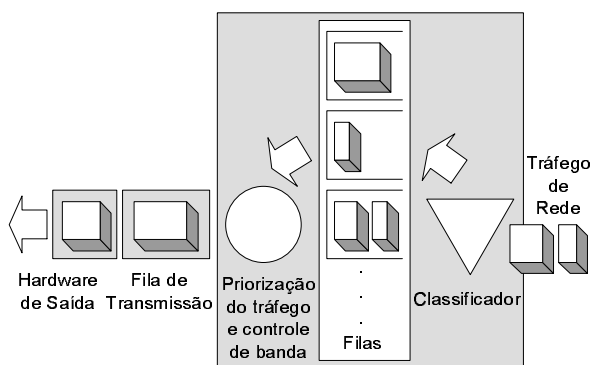 Tráfego
de
Rede
Hardware
de Saída
Fila de
Transmissão
Priorização
do tráfego
e controle
de banda
Filas
Classificador